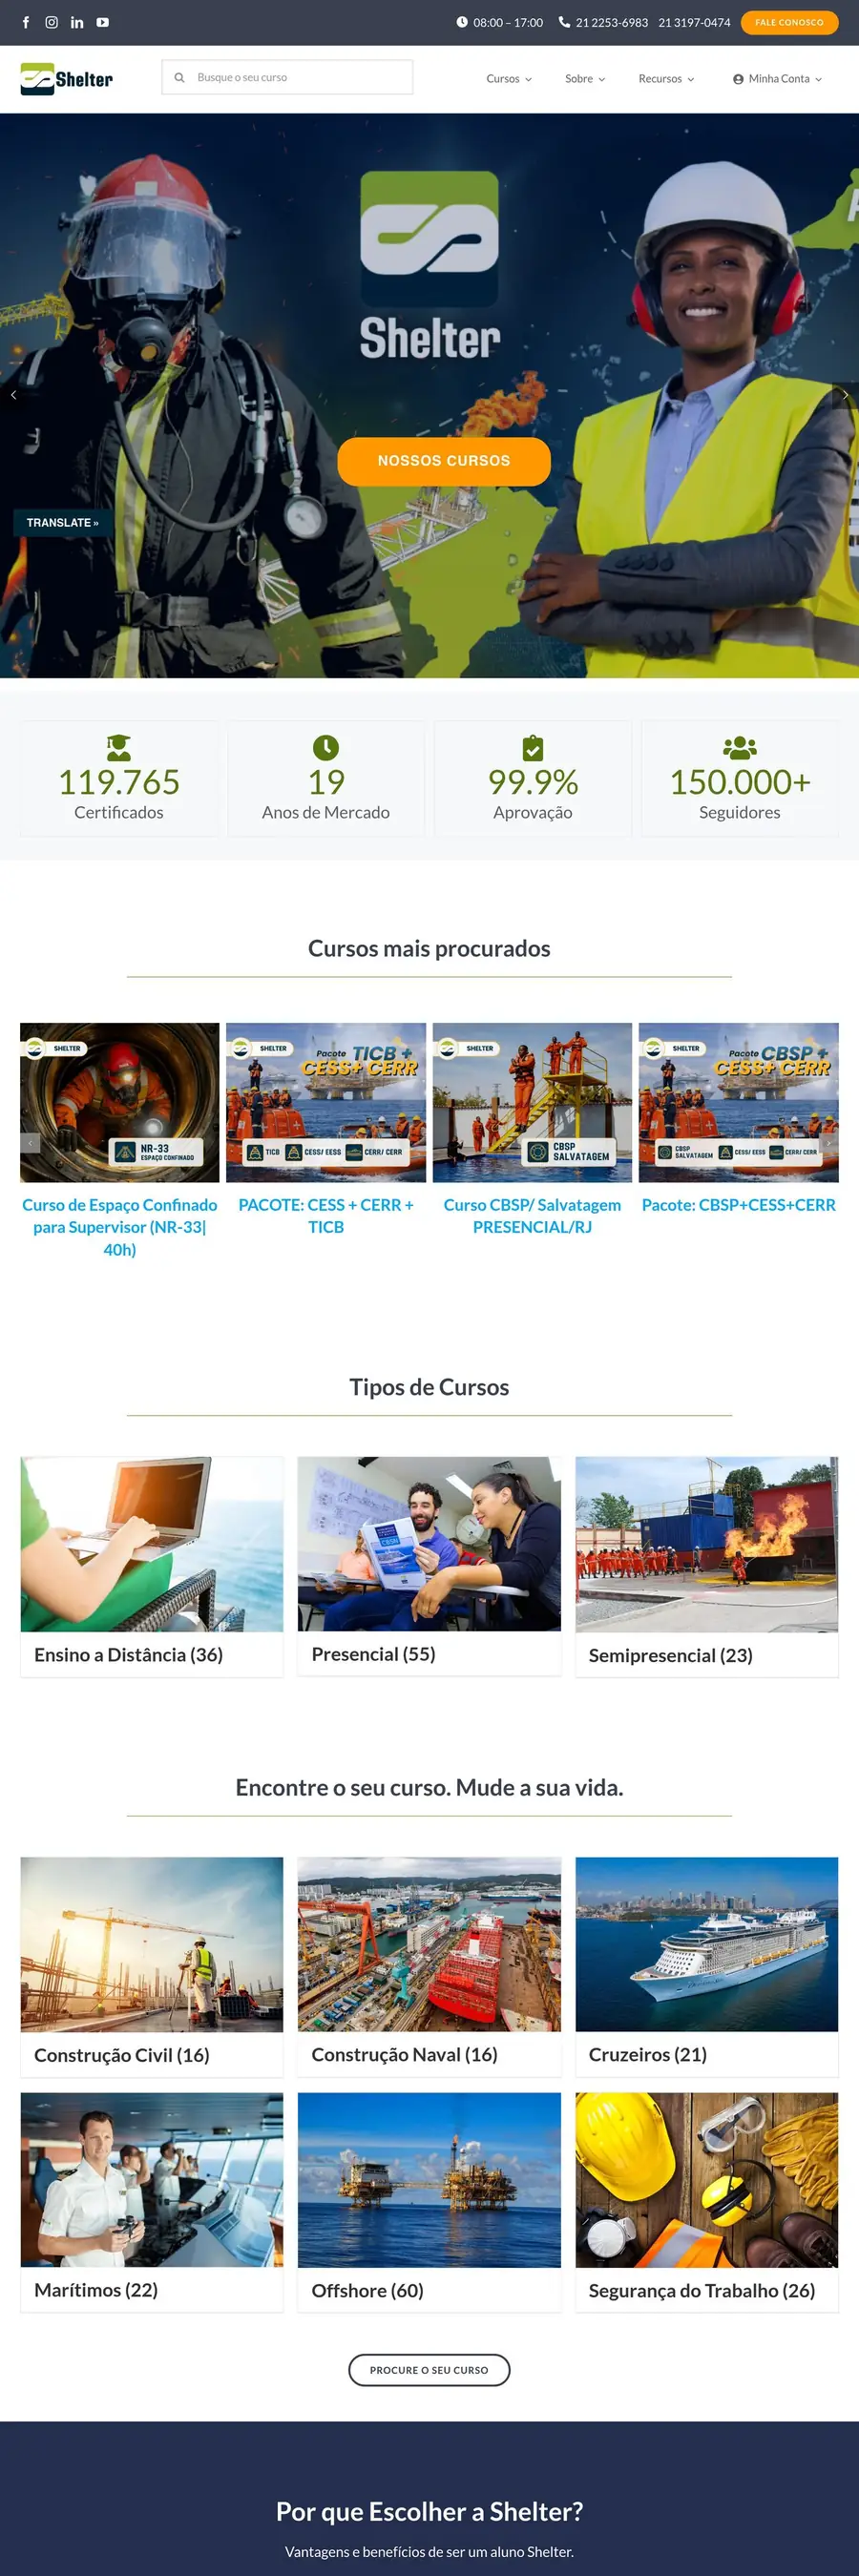 08:00 – 17:00
21 2253-6983
21 3197-0474
FALE CONOSCO
Shelter
Busque o seu curso
Cursos
Sobre
Recursos
Minha Conta
Shelter
NOSSOS CURSOS
TRANSLATE »
119.765
Certificados
19
Anos de Mercado
99.9%
Aprovação
150.000+
Seguidores
Cursos mais procurados
SHELTER
NR-33
ESPAÇO CONFINADO
Curso de Espaço Confinado
para Supervisor (NR-33|
40h)
SHELTER
Pacote TICB +
CESS+ CERR
TICB
CESS/ EESS
CERR/ CERR
PACOTE: CESS + CERR +
TICB
SHELTER
CBSP
SALVATAGEM
Curso CBSP/ Salvatagem
PRESENCIAL/RJ
SHELTER
Pacote CBSP +
CESS+ CERR
CBSP
SALVATAGEM
CESS/ EESS
CERR/ CERR
Pacote: CBSP+CESS+CERR
Tipos de Cursos
Ensino a Distância (36)
Presencial (55)
Semipresencial (23)
Encontre o seu curso. Mude a sua vida.
Construção Civil (16)
Construção Naval (16)
Cruzeiros (21)
Marítimos (22)
Offshore (60)
Segurança do Trabalho (26)
PROCURE O SEU CURSO
Por que Escolher a Shelter?
Vantagens e benefícios de ser um aluno Shelter.